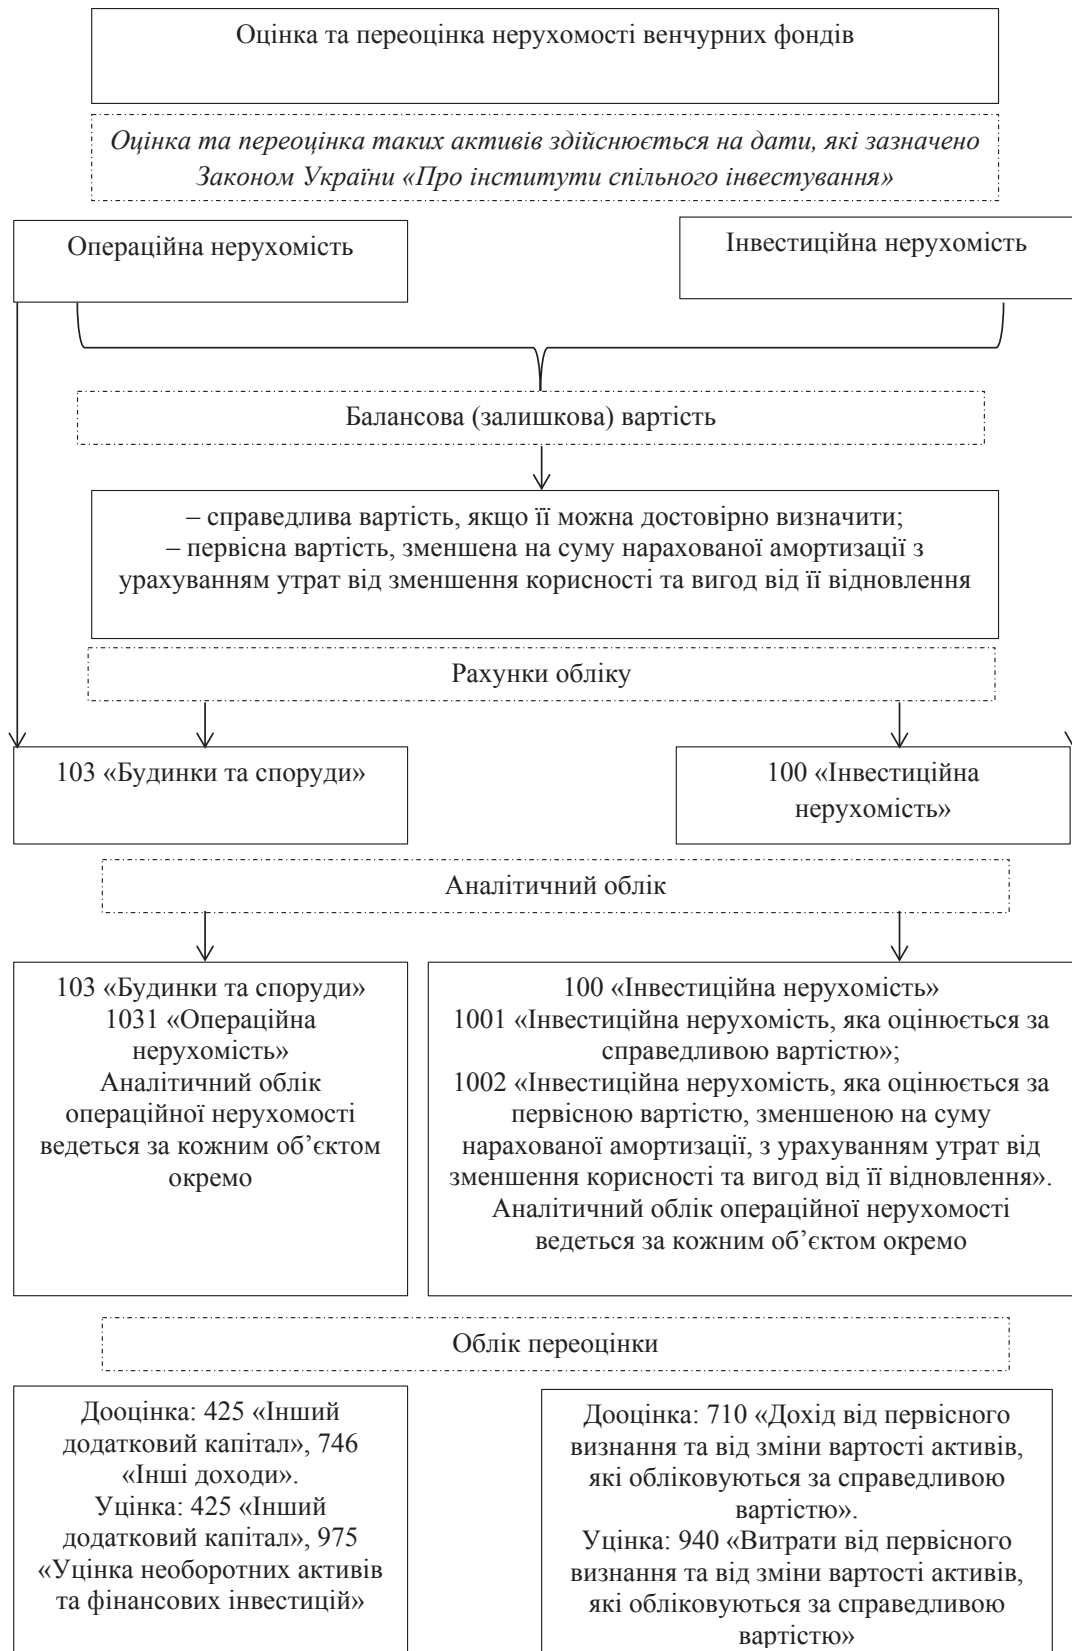 Оцінка та переоцінка нерухомості венчурних фондів
Оцінка та переоцінка таких активів здійснюється на дати, які зазначено
Законом України «Про інститути спільного інвестування»
Операційна нерухомість
Інвестиційна нерухомість
Балансова (залишкова) вартість
– справедлива вартість, якщо її можна достовірно визначити;
– первісна вартість, зменшена на суму нарахованої амортизації з
урахуванням утрат від зменшення корисності та вигод від її відновлення
Рахунки обліку
103 «Будинки та споруди»
100 «Інвестиційна
нерухомість»
Аналітичний облік
103 «Будинки та споруди»
1031 «Операційна
нерухомість»
Аналітичний облік
операційної нерухомості
ведеться за кожним об’єктом
окремо
100 «Інвестиційна нерухомість»
1001 «Інвестиційна нерухомість, яка оцінюється за
справедливою вартістю»;
1002 «Інвестиційна нерухомість, яка оцінюється за
первісною вартістю, зменшеною на суму
нарахованої амортизації, з урахуванням утрат від
зменшення корисності та вигод від її відновлення».
Аналітичний облік операційної нерухомості
ведеться за кожним об’єктом окремо
Облік переоцінки
Дооцінка: 425 «Інший
додатковий капітал», 746
«Інші доходи».
Уцінка: 425 «Інший
додатковий капітал», 975
«Уцінка необоротних активів
та фінансових інвестицій»
Дооцінка: 710 «Дохід від первісного
визнання та від зміни вартості активів,
які обліковуються за справедливою
вартістю».
Уцінка: 940 «Витрати від первісного
визнання та від зміни вартості активів,
які обліковуються за справедливою
вартістю»